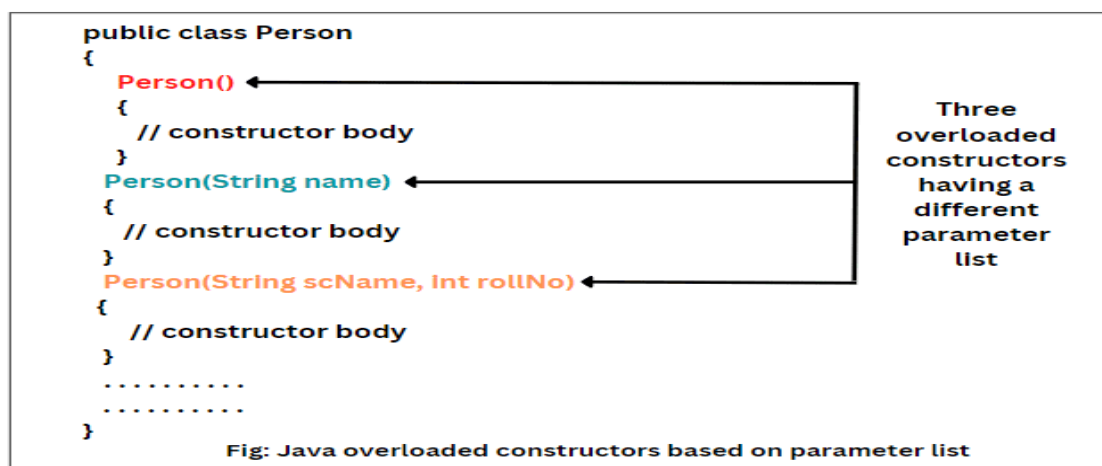 public class Person
{
Person()
{
// constructor body
}
Person(String name)
{
// constructor body
}
Person(String scName, int rollNo)
{
// constructor body
}
. . . . . . . . . .
. . . . . . . . . .
}
Three
overloaded
constructors
having a
different
parameter
list
Fig: Java overloaded constructors based on parameter list